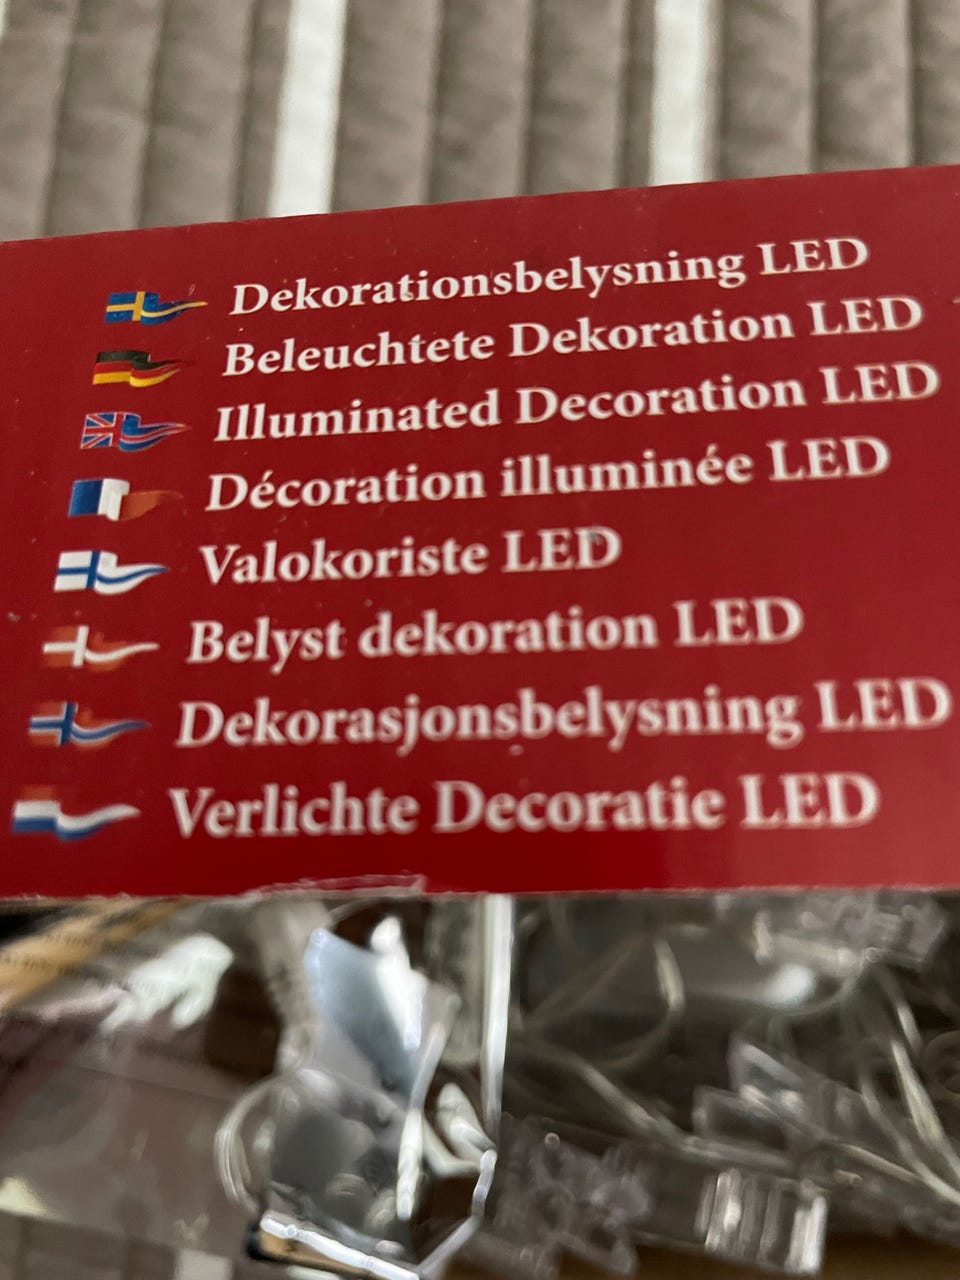 Dekorationsbelysning LED
Beleuchtete Dekoration LED
Illuminated Decoration LED
Décoration illuminée LED
Valokoriste LED
Belyst dekoration LED
Dekorasjonsbelysning LED
Verlichte Decoratie LED